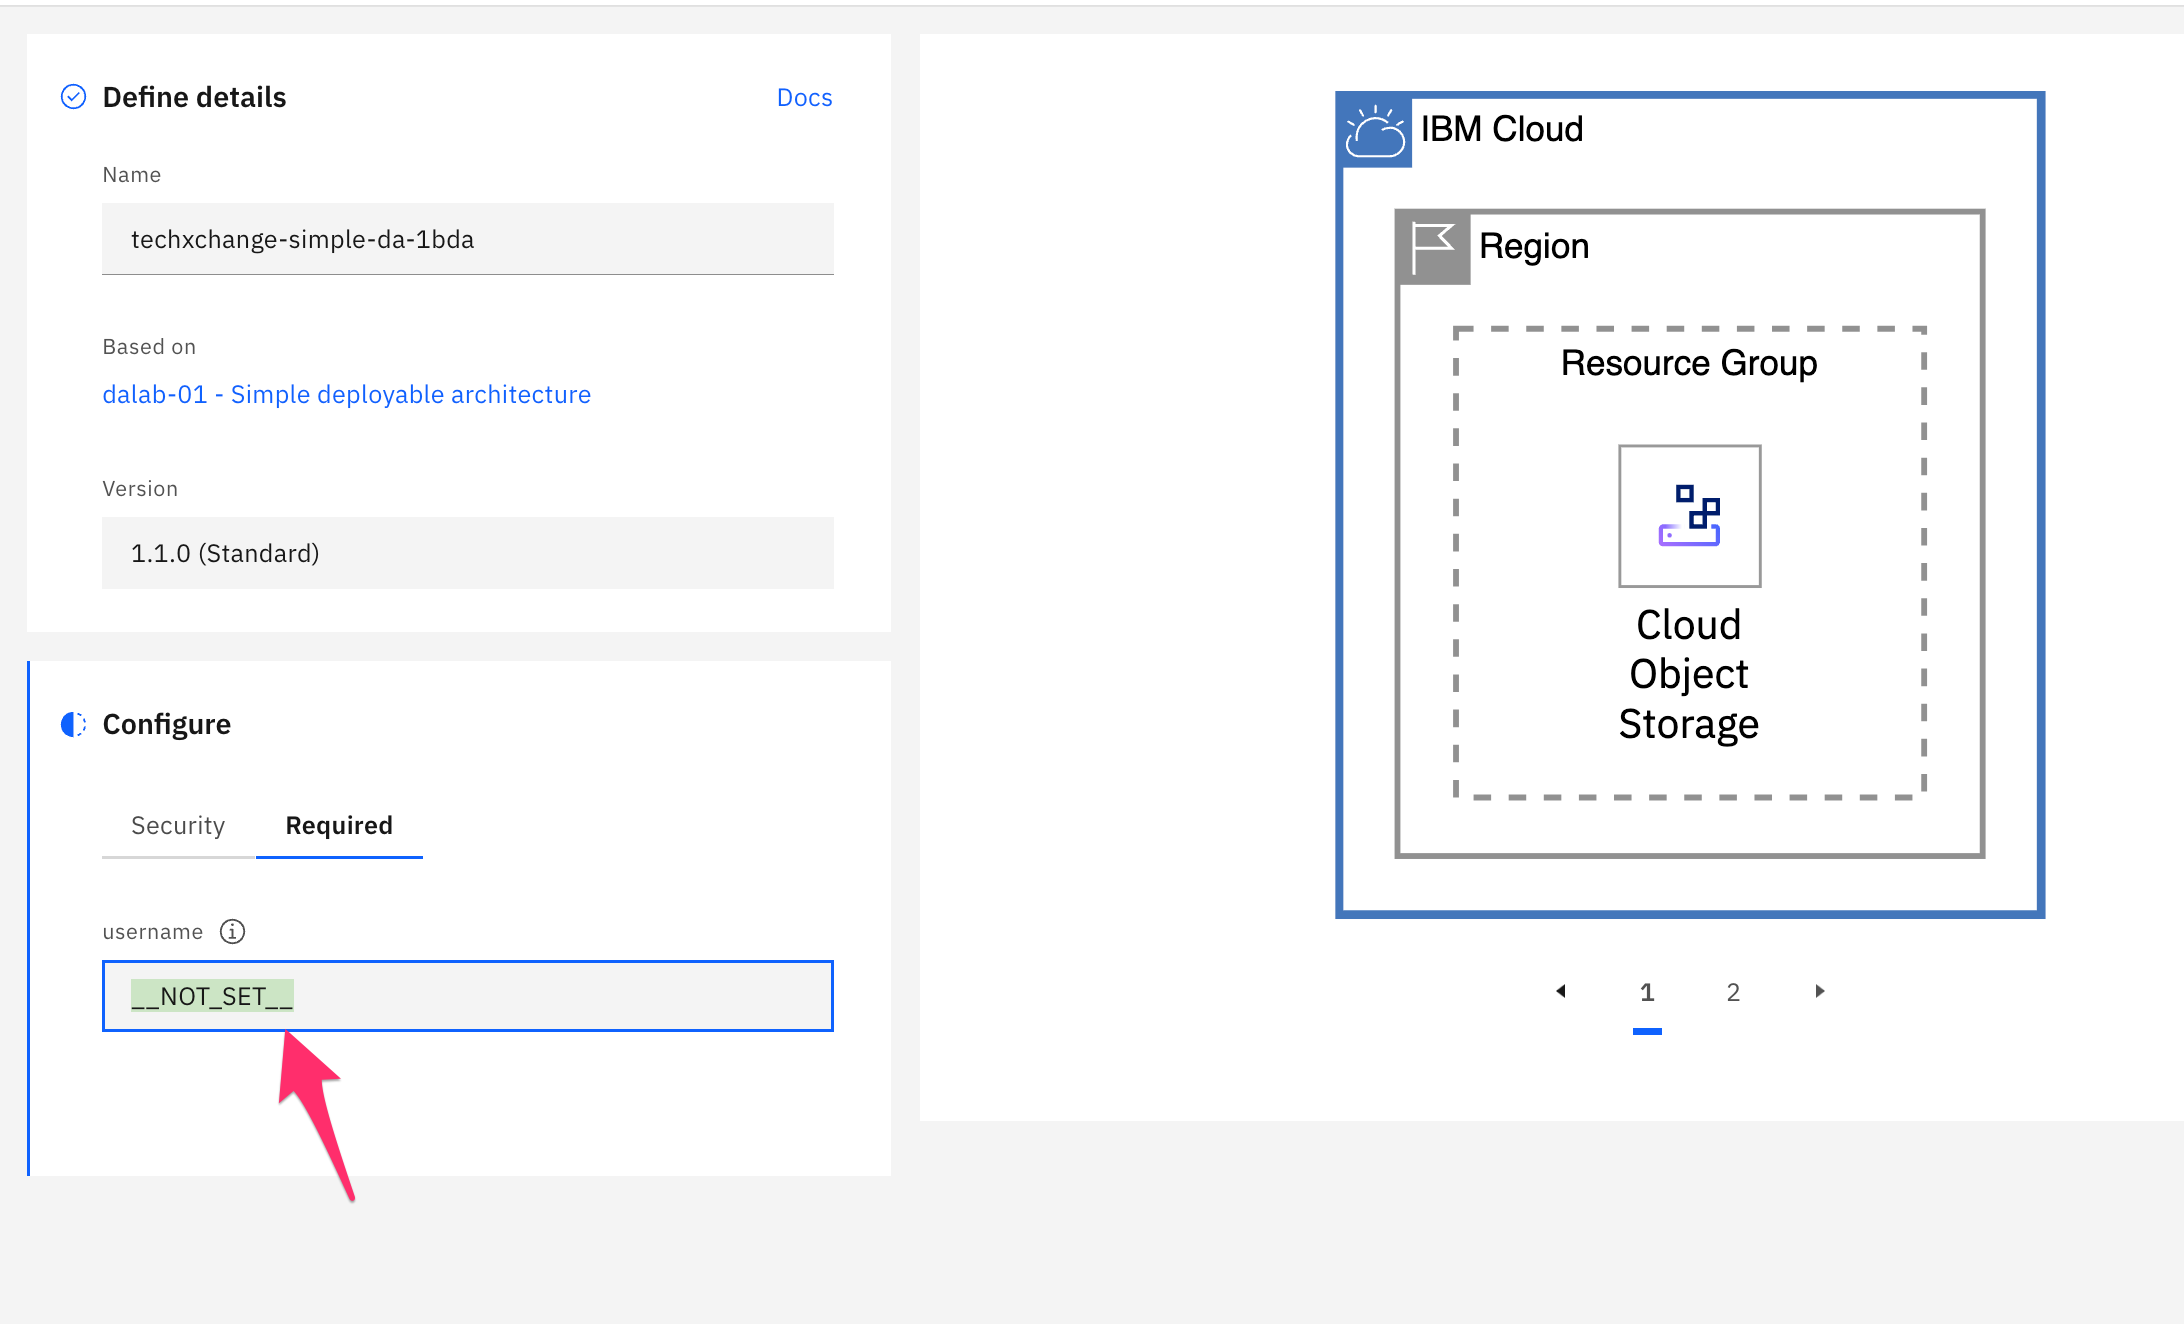 Define details
Docs
Name
techxchange-simple-da-1bda
Based on
dalab-01 - Simple deployable architecture
Version
1.1.0 (Standard)
Configure
Security
Required
username
__NOT_SET__
IBM Cloud
Region
Resource Group
Cloud
Object
Storage
1
2